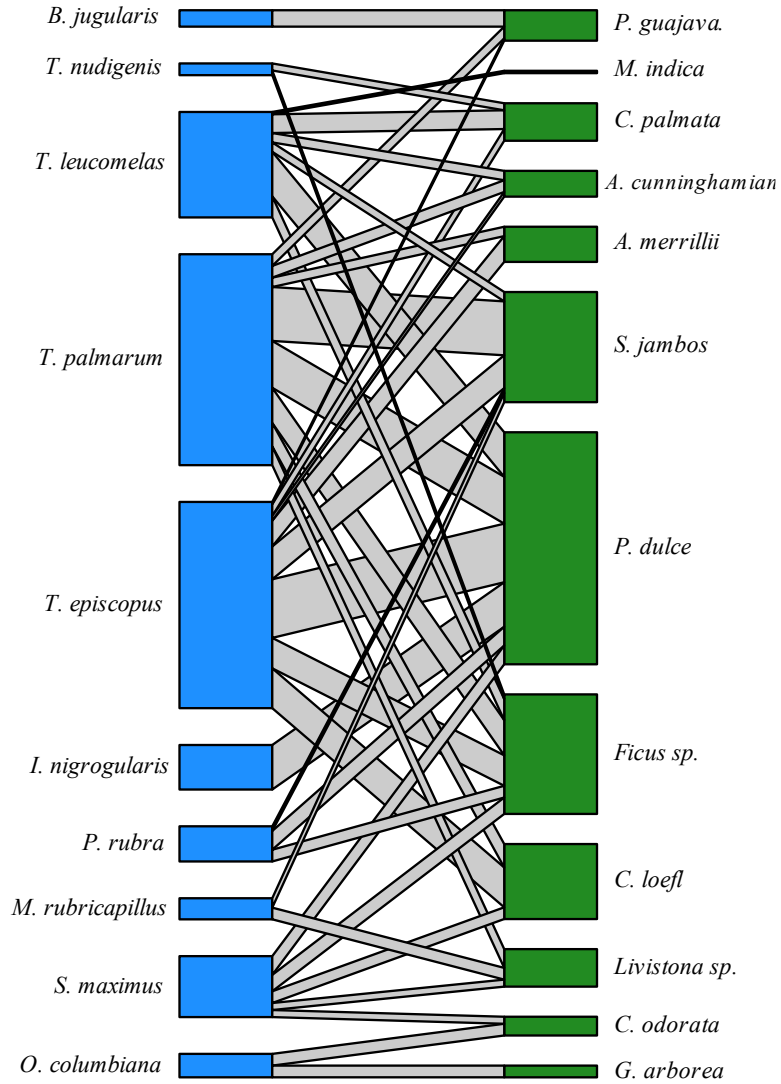 B. jugularis
T. nudigenis
T. leucomelas
T. palmarum
T. episcopus
I. nigrogularis
P. rubra
M. rubricapillus
S. maximus
O. columbiana
P. guajava.
M. indica
C. palmata
A. cunninghamian
A. merrillii
S. jambos
P. dulce
Ficus sp.
C. loefl
Livistona sp.
C. odorata
G. arborea